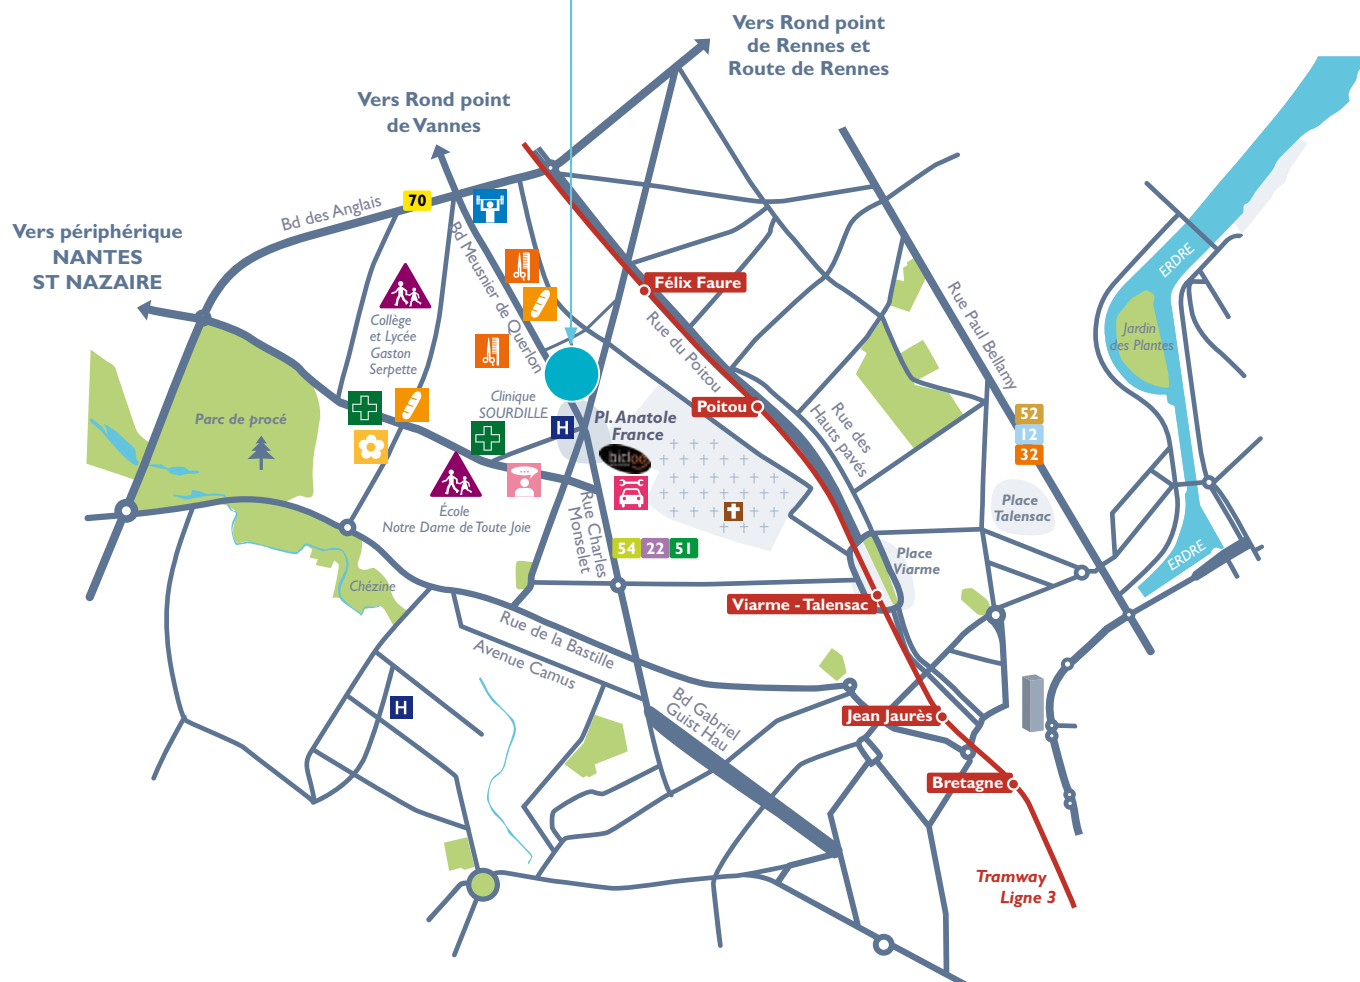 Vers Rond point
de Rennes et
Route de Rennes
Vers Rond point
de Vannes
70
Bd des Anglais
Vers périphérique
NANTES
ST NAZAIRE
Bd Meusnier de Querlon
ERDRE
Félix Faure
Collège
et Lycée
Gaston
Serpette
Rue du Poitou
Rue Paul Bellamy
Jardin
des Plantes
Clinique
SOURDILLE
H
Pl. Anatole
France
bicloo
Poitou
Rue des
Hauts pavés
52
12
32
Parc de procé
Place
Talensac
École
Notre Dame de Toute Joie
Rue Charles
Monselet
54 22 51
Place
Viarme
ERDRE
Chézine
Viarme - Talensac
Rue de la Bastille
Avenue Camus
H
Bd Gabriel
Guist Hau
Jean Jaurès
Bretagne
Tramway
Ligne 3